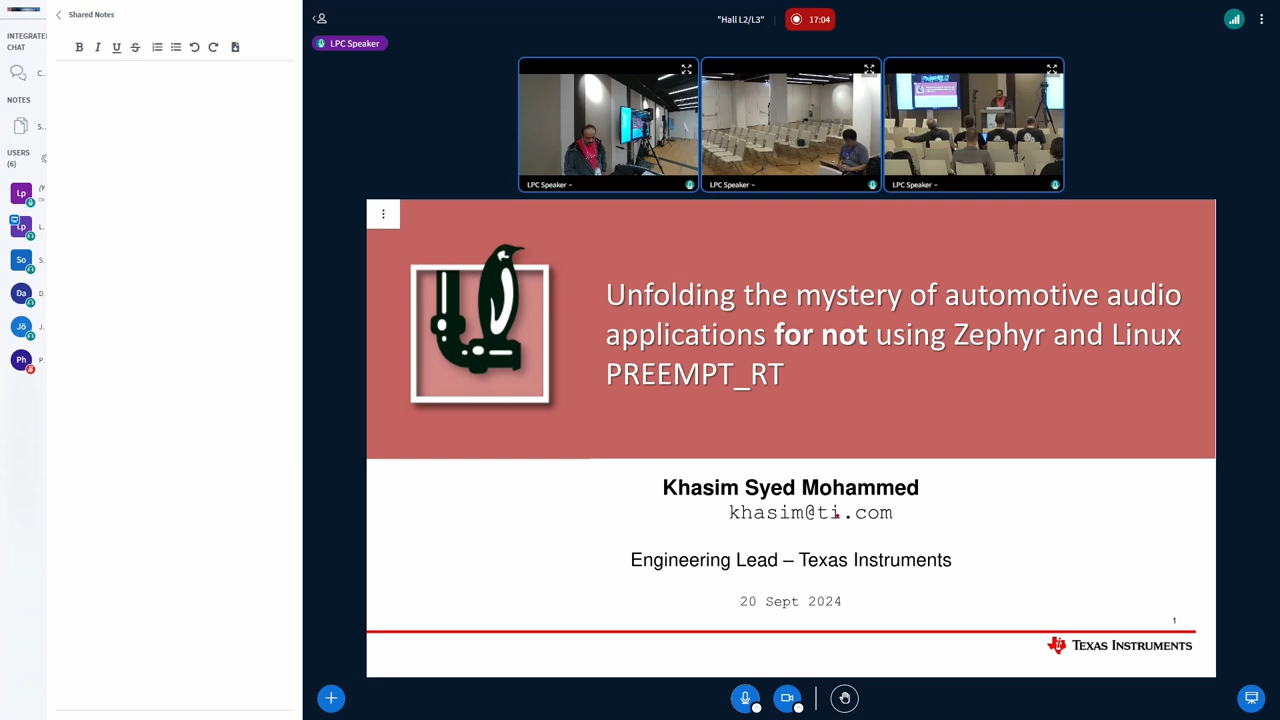 Shared Notes
"Hall L2/L3"
17:04
INTEGRATE
CHAT
C..
LPC Speaker
NOTES
S..
USERS
(6)
Lp
Lp
L..
So
S..
Da
D..
Jö
J..
Ph
P..
LPC Speaker
LPC Speaker
LPC Speaker
Unfolding the mystery of automotive audio
applications for not using Zephyr and Linux
PREEMPT_RT
Khasim Syed Mohammed
khasim@ti.com
Engineering Lead – Texas Instruments
20 Sept 2024
1
TEXAS INSTRUMENTS